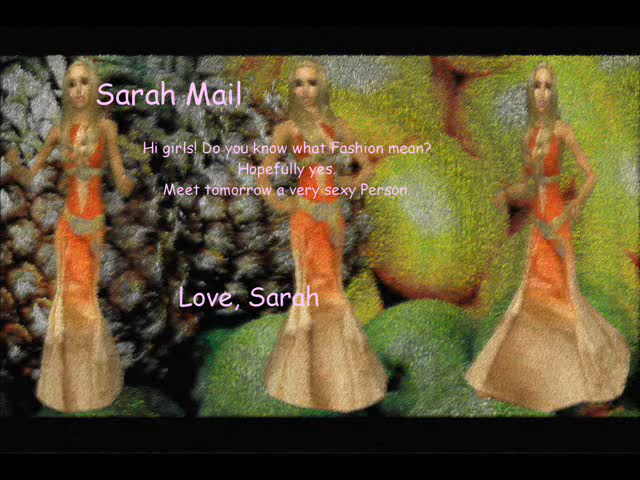 Sarah Mail
Hi girls! Do you know what Fashion mean?
Hopefully yes.
Meet tomorrow a very sexy Person.
Love, Sarah